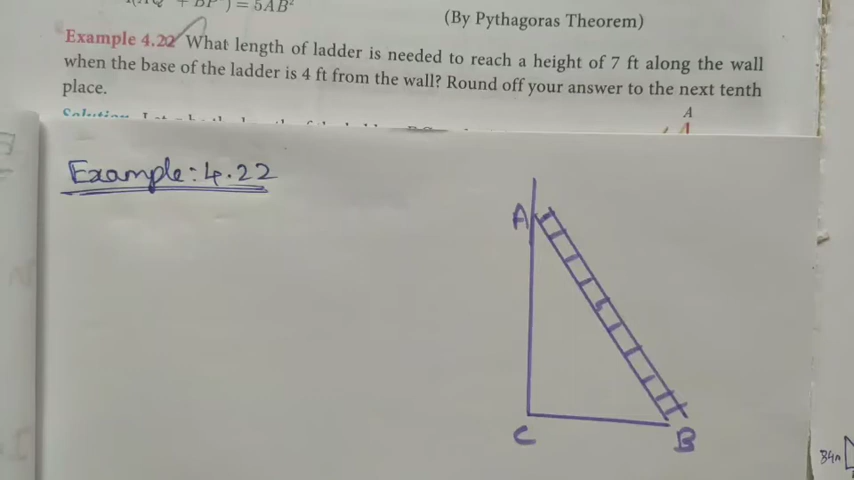 = 5AB²
(By Pythagoras Theorem)
Example 4.22 What length of ladder is needed to reach a height of 7 ft along the wall
when the base of the ladder is 4 ft from the wall? Round off your answer to the next tenth
place.
Solution
A
Example:4.22
A
C
B
34